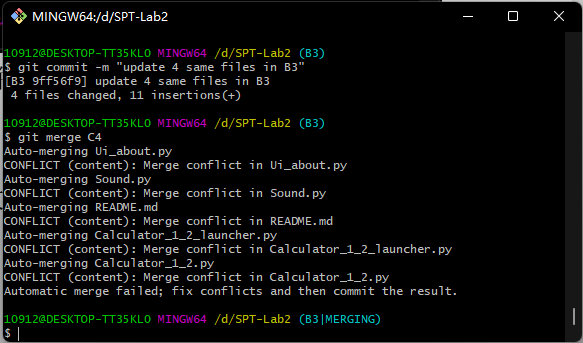 MINGW64:/d/SPT-Lab2
10912@DESKTOP-TT35KLO MINGW64 /d/SPT-Lab2 (B3)
$ git commit -m "update 4 same files in B3"
[B3 9ff56f9] update 4 same files in B3
 4 files changed, 11 insertions(+)
10912@DESKTOP-TT35KLO MINGW64 /d/SPT-Lab2 (B3)
$ git merge C4
Auto-merging Ui_about.py
CONFLICT (content): Merge conflict in Ui_about.py
Auto-merging Sound.py
CONFLICT (content): Merge conflict in Sound.py
Auto-merging README.md
CONFLICT (content): Merge conflict in README.md
Auto-merging Calculator_1_2_launcher.py
CONFLICT (content): Merge conflict in Calculator_1_2_launcher.py
Auto-merging Calculator_1_2.py
CONFLICT (content): Merge conflict in Calculator_1_2.py
Automatic merge failed; fix conflicts and then commit the result.
10912@DESKTOP-TT35KLO MINGW64 /d/SPT-Lab2 (B3|MERGING)
$